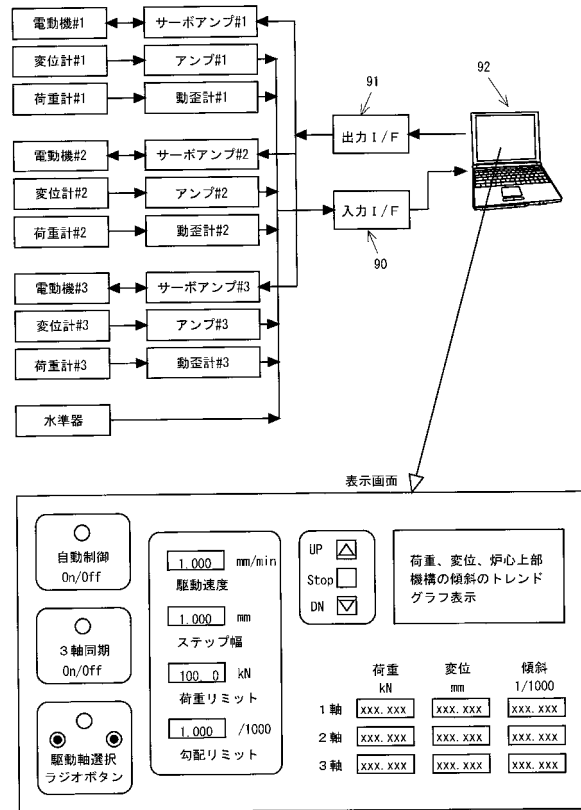 電動機#1
サーボアンプ#1
変位計#1
アンプ#1
荷重計#1
動歪計#1
電動機#2
サーボアンプ#2
変位計#2
アンプ#2
荷重計#2
動歪計#2
電動機#3
サーボアンプ#3
変位計#3
アンプ#3
荷重計#3
動歪計#3
水準器
91
出力I/F
入力I/F
90
92
表示画面
自動制御
On/Off
3軸同期
On/Off
駆動軸選択
ラジオボタン
1.000 mm/min
駆動速度
1.000 mm
ステップ幅
100.0 kN
荷重リミット
1.000 /1000
勾配リミット
UP
Stop
DN
荷重、変位、炉心上部
機構の傾斜のトレンド
グラフ表示
荷重 変位 傾斜
kN mm 1/1000
1軸 xxx.xxx xxx.xxx xxx.xxx
2軸 xxx.xxx xxx.xxx xxx.xxx
3軸 xxx.xxx xxx.xxx xxx.xxx